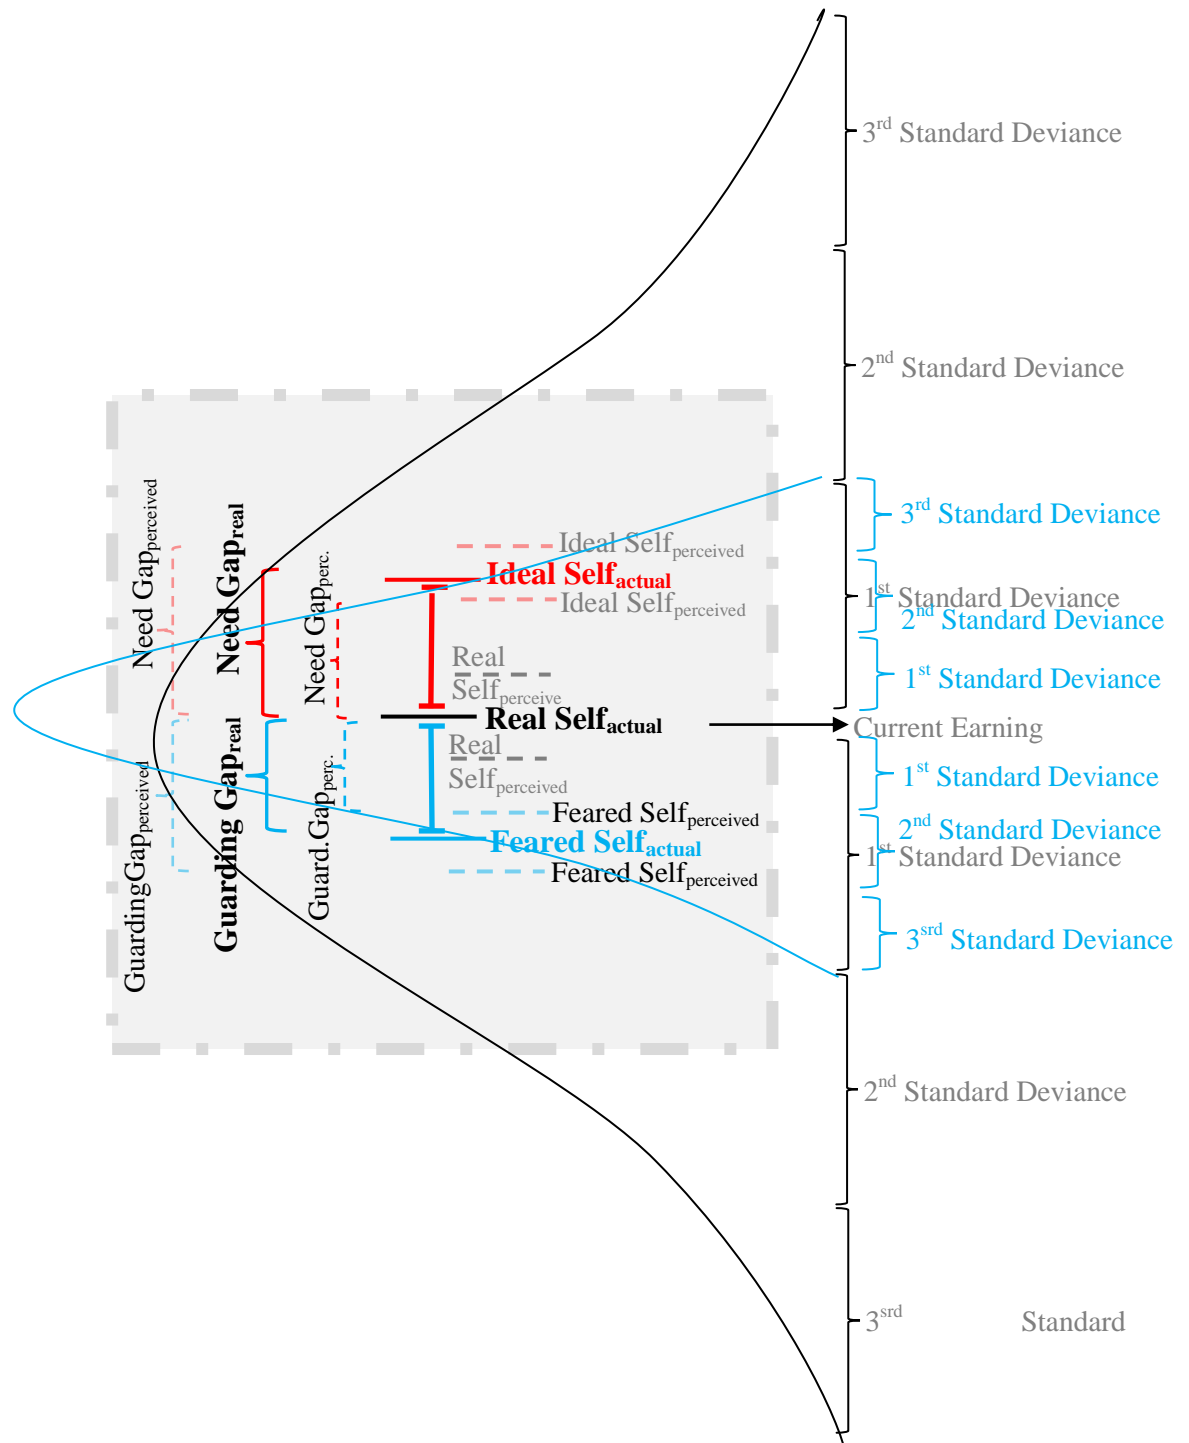 3rd Standard Deviance
2nd Standard Deviance
3rd Standard Deviance
1st Standard Deviance
2nd Standard Deviance
1st Standard Deviance
Current Earning
1st Standard Deviance
2nd Standard Deviance
1st Standard Deviance
3srd Standard Deviance
2nd Standard Deviance
3srd Standard
Need Gapperceived
Need Gapreal
Need Gapperc.
GuardingGapperceived
Guarding Gapreal
Guard.Gapperc.
Ideal Selfperceived
Ideal Selfactual
Ideal Selfperceived
Real
Selfperceive
Real Selfactual
Real
Selfperceived
Feared Selfperceived
Feared Selfactual
Feared Selfperceived